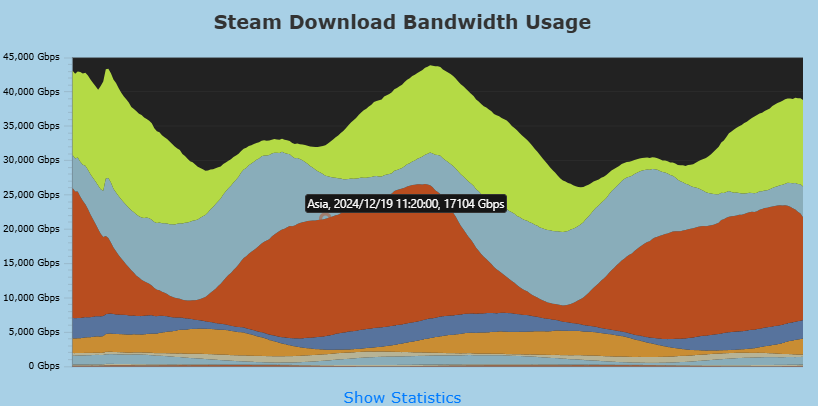 Steam Download Bandwidth Usage
45,000 Gbps
40,000 Gbps
35,000 Gbps
30,000 Gbps
25,000 Gbps
20,000 Gbps
15,000 Gbps
10,000 Gbps
5,000 Gbps
0 Gbps
Asia, 2024/12/19 11:20:00, 17104 Gbps
Show Statistics